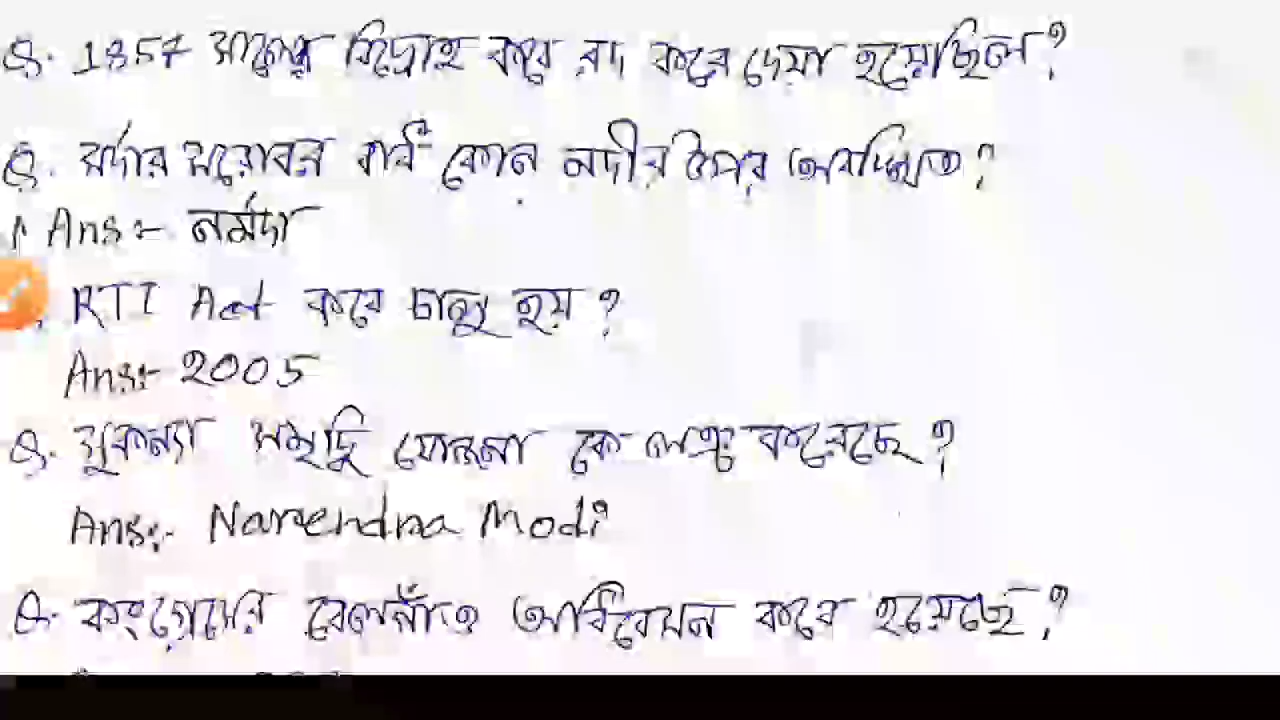 Q. 1857 সালের বিদ্রোহ কবে রদ করে দেয়া হয়েছিল?
Q. সর্দার সরোবর বাঁধ কোন নদীর উপর অবস্থিত?
Ans:- নর্মদা
RTI Act কবে চালু হয়?
Ans:- 2005
Q. সুকন্যা সমৃদ্ধি যোজনা কে লঞ্চ করেছে?
Ans:- Narendra Modi
Q. কংগ্রেসের বেলগাঁও অধিবেশন কবে হয়েছে?